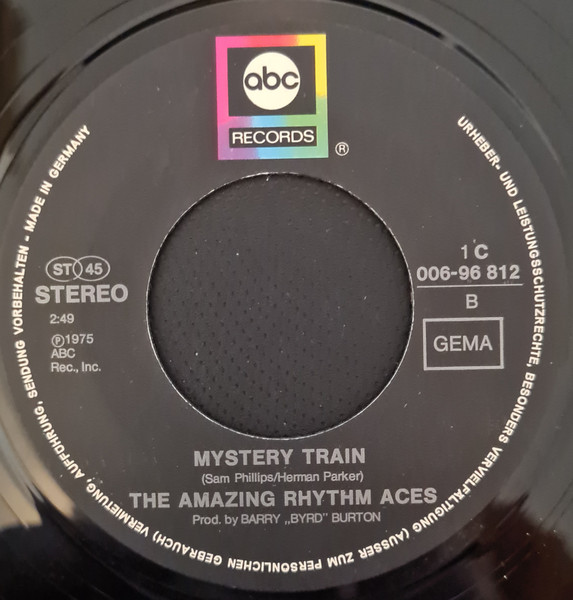 abc
RECORDS
®
URHEBER- UND LEISTUNGSSCHUTZRECHTE, BESONDERS VERVIELFÄLTIGUNG (AUSSER ZUM PERSÖNLICHEN GEBRAUCH) VERMIETUNG, AUFFÜHRUNG, SENDUNG VORBEHALTEN - MADE IN GERMANY
ST 45
STEREO
2:49
Ⓟ1975
ABC
Rec., Inc.
1 C
006-96 812
B
GEMA
MYSTERY TRAIN
(Sam Phillips/Herman Parker)
THE AMAZING RHYTHM ACES
Prod. by BARRY „BYRD” BURTON